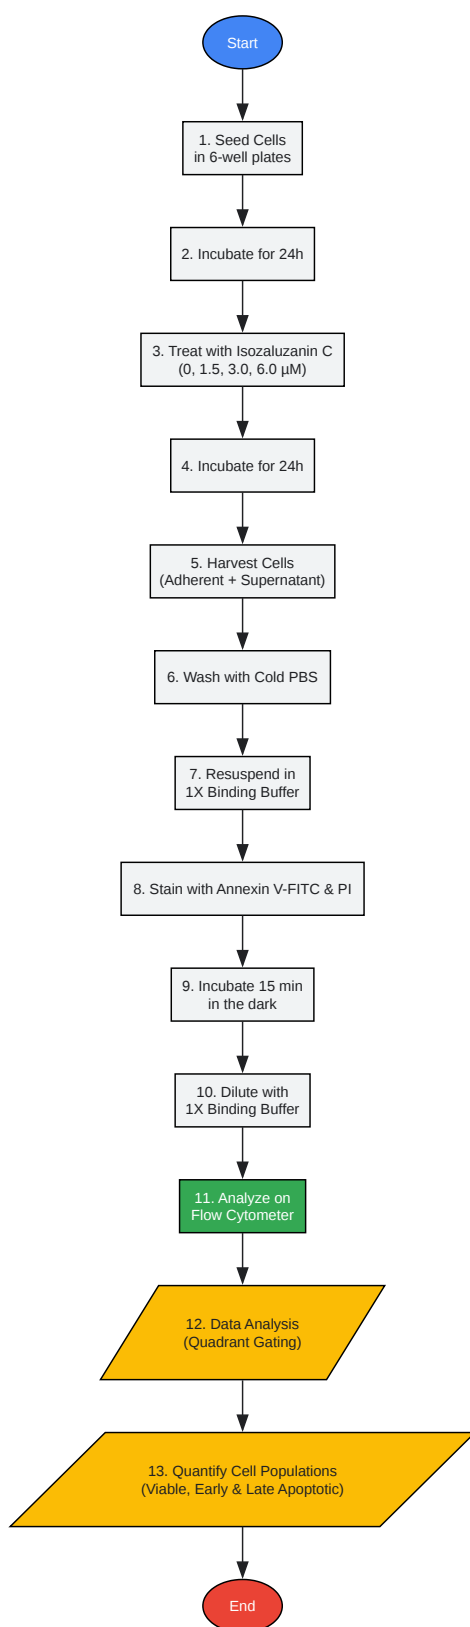 Start
1. Seed Cells
in 6-well plates
2. Incubate for 24h
3. Treat with Isozaluzanin C
(0, 1.5, 3.0, 6.0 µM)
4. Incubate for 24h
5. Harvest Cells
(Adherent + Supernatant)
6. Wash with Cold PBS
7. Resuspend in
1X Binding Buffer
8. Stain with Annexin V-FITC & PI
9. Incubate 15 min
in the dark
10. Dilute with
1X Binding Buffer
11. Analyze on
Flow Cytometer
12. Data Analysis
(Quadrant Gating)
13. Quantify Cell Populations
(Viable, Early & Late Apoptotic)
End